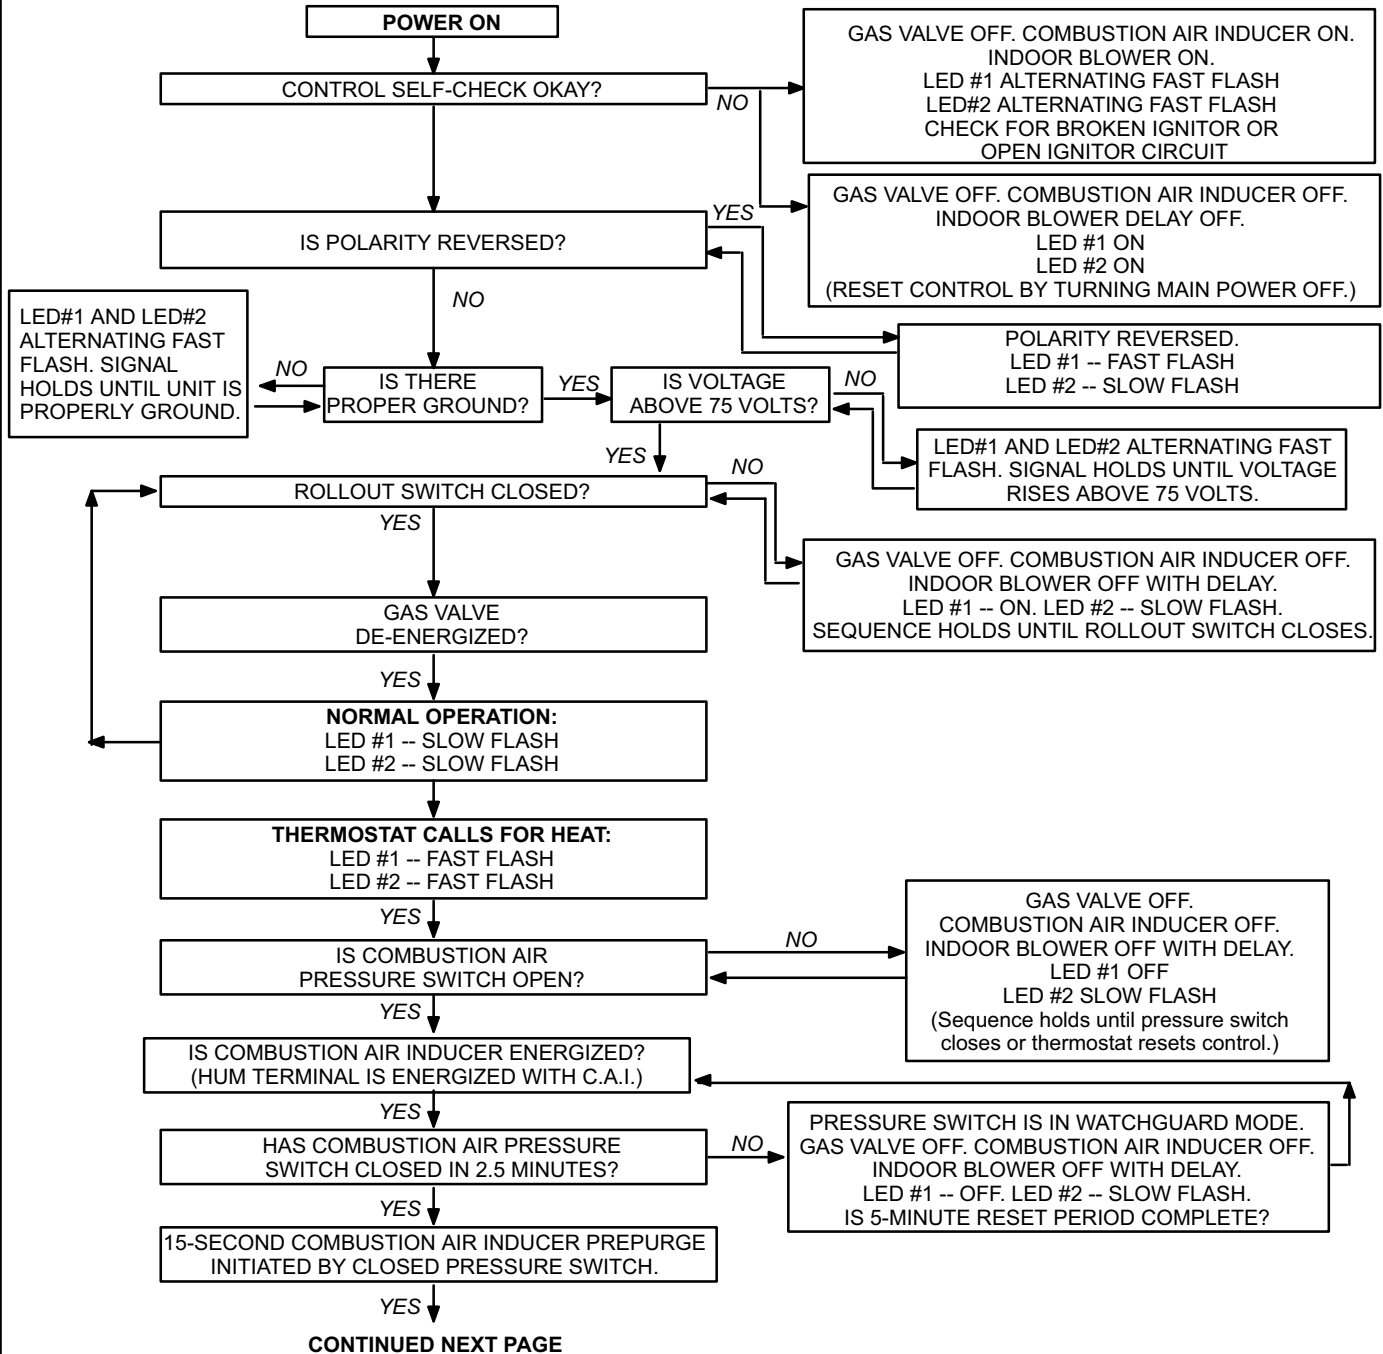 POWER ON
CONTROL SELF-CHECK OKAY?
NO
GAS VALVE OFF. COMBUSTION AIR INDUCER ON.
INDOOR BLOWER ON.
LED #1 ALTERNATING FAST FLASH
LED#2 ALTERNATING FAST FLASH
CHECK FOR BROKEN IGNITOR OR
OPEN IGNITOR CIRCUIT
GAS VALVE OFF. COMBUSTION AIR INDUCER OFF.
INDOOR BLOWER DELAY OFF.
LED #1 ON
LED #2 ON
(RESET CONTROL BY TURNING MAIN POWER OFF.)
IS POLARITY REVERSED?
YES
NO
POLARITY REVERSED.
LED #1 -- FAST FLASH
LED #2 -- SLOW FLASH
LED#1 AND LED#2
ALTERNATING FAST
FLASH. SIGNAL
HOLDS UNTIL UNIT IS
PROPERLY GROUND.
NO
IS THERE
PROPER GROUND?
YES
IS VOLTAGE
ABOVE 75 VOLTS?
NO
LED#1 AND LED#2 ALTERNATING FAST
FLASH. SIGNAL HOLDS UNTIL VOLTAGE
RISES ABOVE 75 VOLTS.
YES
ROLLOUT SWITCH CLOSED?
NO
YES
GAS VALVE OFF. COMBUSTION AIR INDUCER OFF.
INDOOR BLOWER OFF WITH DELAY.
LED #1 -- ON. LED #2 -- SLOW FLASH.
SEQUENCE HOLDS UNTIL ROLLOUT SWITCH CLOSES.
GAS VALVE
DE-ENERGIZED?
YES
NORMAL OPERATION:
LED #1 -- SLOW FLASH
LED #2 -- SLOW FLASH
THERMOSTAT CALLS FOR HEAT:
LED #1 -- FAST FLASH
LED #2 -- FAST FLASH
YES
IS COMBUSTION AIR
PRESSURE SWITCH OPEN?
NO
GAS VALVE OFF.
COMBUSTION AIR INDUCER OFF.
INDOOR BLOWER OFF WITH DELAY.
LED #1 OFF
LED #2 SLOW FLASH
(Sequence holds until pressure switch
closes or thermostat resets control.)
YES
IS COMBUSTION AIR INDUCER ENERGIZED?
(HUM TERMINAL IS ENERGIZED WITH C.A.I.)
YES
HAS COMBUSTION AIR PRESSURE
SWITCH CLOSED IN 2.5 MINUTES?
NO
PRESSURE SWITCH IS IN WATCHGUARD MODE.
GAS VALVE OFF. COMBUSTION AIR INDUCER OFF.
INDOOR BLOWER OFF WITH DELAY.
LED #1 -- OFF. LED #2 -- SLOW FLASH.
IS 5-MINUTE RESET PERIOD COMPLETE?
YES
15-SECOND COMBUSTION AIR INDUCER PREPURGE
INITIATED BY CLOSED PRESSURE SWITCH.
YES
CONTINUED NEXT PAGE